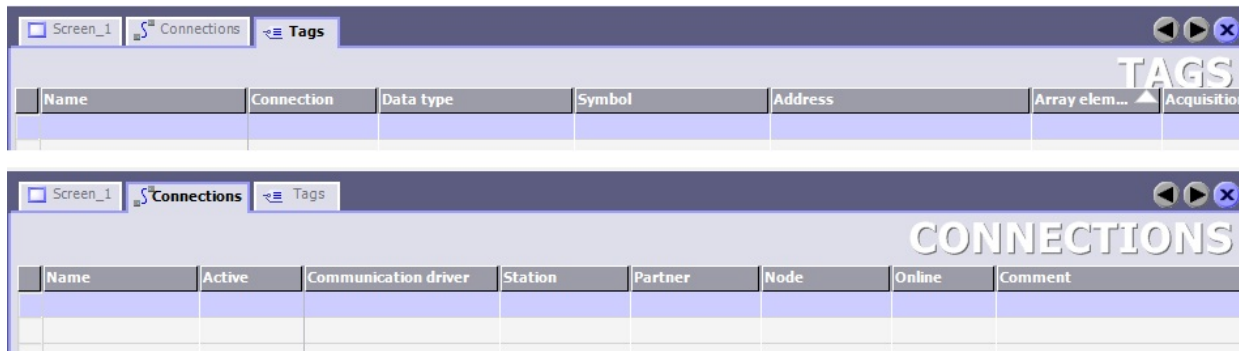 Screen_1 Connections Tags
TAGS
Name Connection Data type Symbol Address Array elem... Acquisition
Screen_1 Connections Tags
CONNECTIONS
Name Active Communication driver Station Partner Node Online Comment